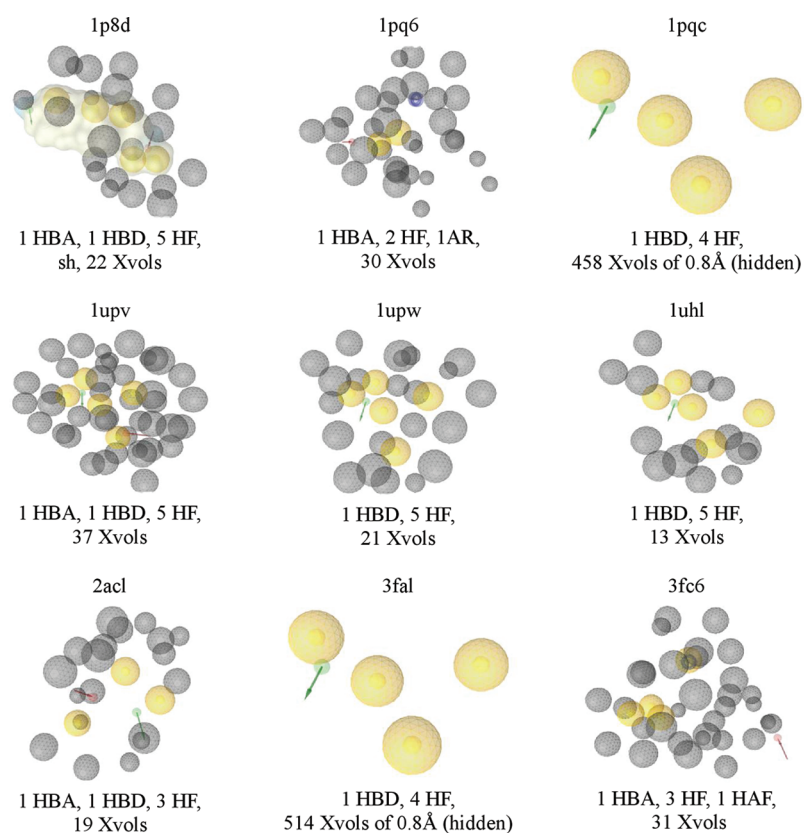 1p8d
1 HBA, 1 HBD, 5 HF,
sh, 22 Xvols
1pq6
1 HBA, 2 HF, 1AR,
30 Xvols
1pqc
1 HBD, 4 HF,
458 Xvols of 0.8Å (hidden)
1upv
1 HBA, 1 HBD, 5 HF,
37 Xvols
1upw
1 HBD, 5 HF,
21 Xvols
1uhl
1 HBD, 5 HF,
13 Xvols
2acl
1 HBA, 1 HBD, 3 HF,
19 Xvols
3fal
1 HBD, 4 HF,
514 Xvols of 0.8Å (hidden)
3fc6
1 HBA, 3 HF, 1 HAF,
31 Xvols